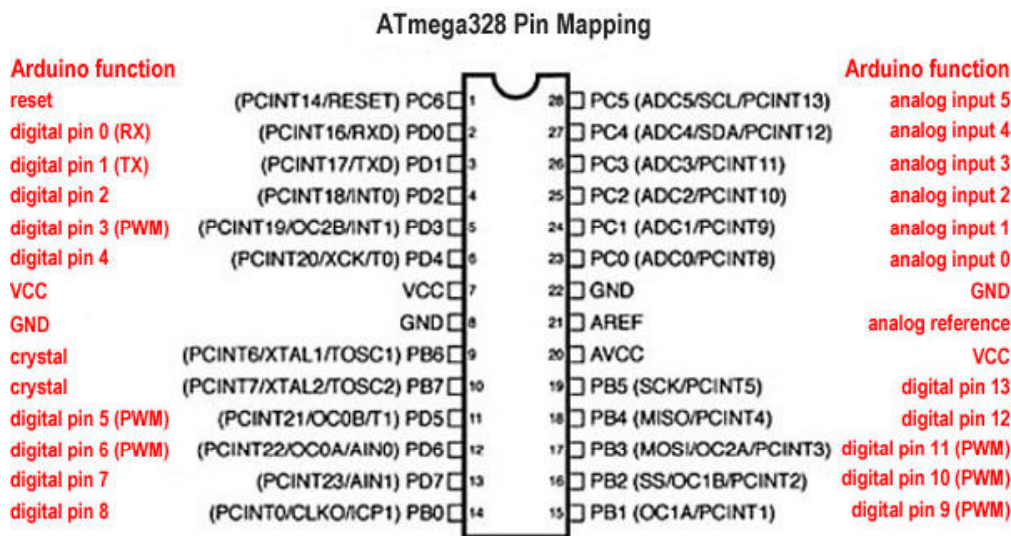 ATmega328 Pin Mapping
Arduino function Arduino function
reset (PCINT14/RESET) PC6 1 28 PC5 (ADC5/SCL/PCINT13) analog input 5
digital pin 0 (RX) (PCINT16/RXD) PD0 2 27 PC4 (ADC4/SDA/PCINT12) analog input 4
digital pin 1 (TX) (PCINT17/TXD) PD1 3 26 PC3 (ADC3/PCINT11) analog input 3
digital pin 2 (PCINT18/INT0) PD2 4 25 PC2 (ADC2/PCINT10) analog input 2
digital pin 3 (PWM) (PCINT19/OC2B/INT1) PD3 5 24 PC1 (ADC1/PCINT9) analog input 1
digital pin 4 (PCINT20/XCK/T0) PD4 6 23 PC0 (ADC0/PCINT8) analog input 0
VCC VCC 7 22 GND GND
GND GND 8 21 AREF analog reference
crystal (PCINT6/XTAL1/TOSC1) PB6 9 20 AVCC VCC
crystal (PCINT7/XTAL2/TOSC2) PB7 10 19 PB5 (SCK/PCINT5) digital pin 13
digital pin 5 (PWM) (PCINT21/OC0B/T1) PD5 11 18 PB4 (MISO/PCINT4) digital pin 12
digital pin 6 (PWM) (PCINT22/OC0A/AIN0) PD6 12 17 PB3 (MOSI/OC2A/PCINT3) digital pin 11 (PWM)
digital pin 7 (PCINT23/AIN1) PD7 13 16 PB2 (SS/OC1B/PCINT2) digital pin 10 (PWM)
digital pin 8 (PCINT0/CLKO/ICP1) PB0 14 15 PB1 (OC1A/PCINT1) digital pin 9 (PWM)